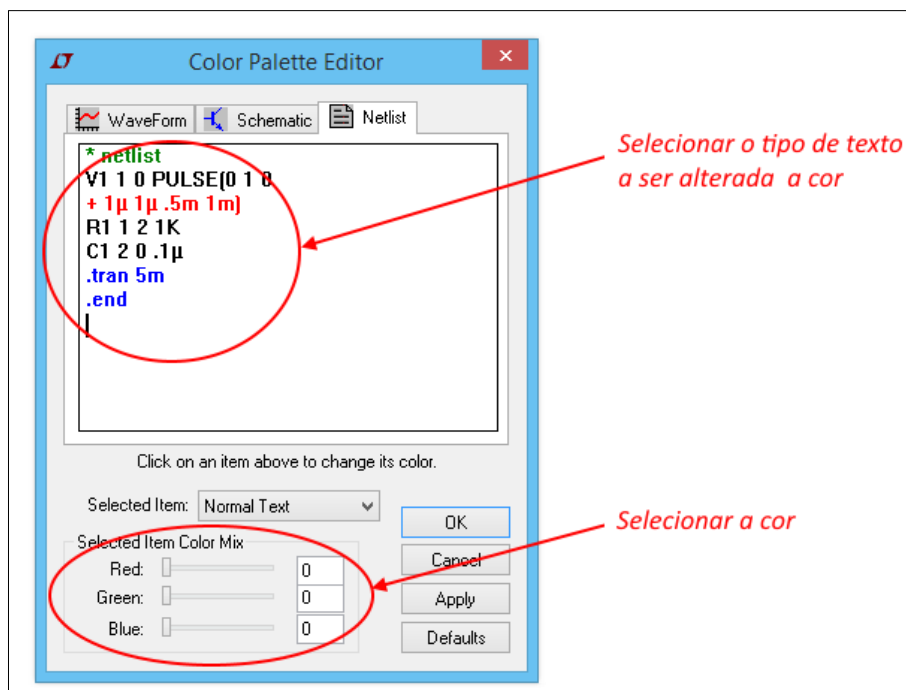 Color Palette Editor
WaveForm
Schematic
Netlist
* netlist
V1 1 0 PULSE(0 1 0
+ 1µ 1µ .5m 1m)
R1 1 2 1K
C1 2 0 .1µ
.tran 5m
.end
Selecionar o tipo de texto
a ser alterada a cor
Click on an item above to change its color.
Selected Item: Normal Text
OK
Selecionar a cor
Selected Item Color Mix
Cancel
Red: 0
Green: 0
Apply
Blue: 0
Defaults